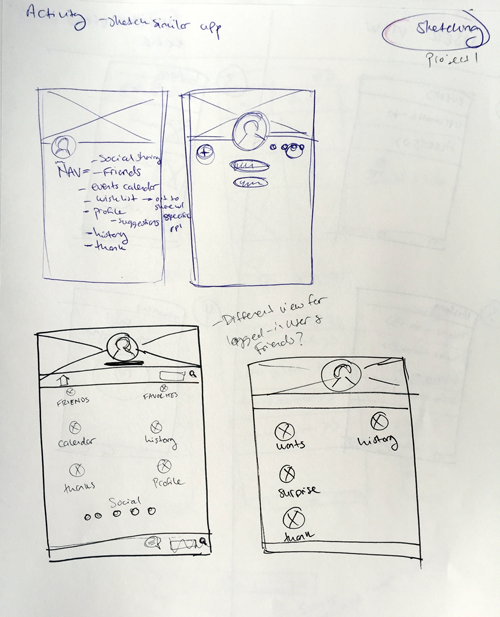 Activity - sketch similar app
Sketching
Project 1
NAV = - Social sharing
- Friends
- events calendar
- wishlist → opt to
share w/
specific
ppl
- profile
- suggestions
- history
- thank
- Different view for
logged-in user &
Friends?
FRIENDS
FAVORITES
calendar
history
thanks
Profile
Social
wants
history
surprise
thank